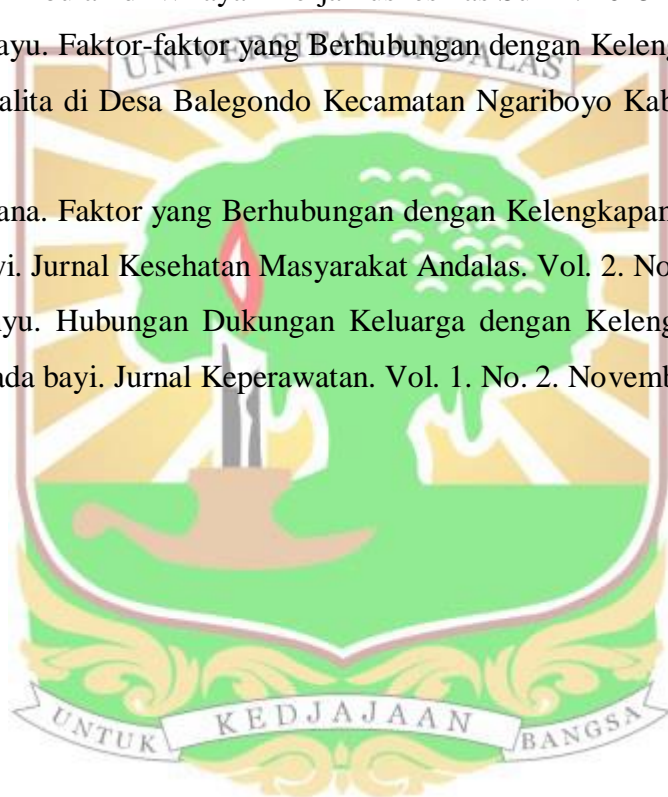 ayu. Faktor-faktor yang Berhubungan dengan Keleng
UNIVERSITAS ANDALAS
alita di Desa Balegondo Kecamatan Ngariboyo Kab
ana. Faktor yang Berhubungan dengan Kelengkapan
yi. Jurnal Kesehatan Masyarakat Andalas. Vol. 2. No
yu. Hubungan Dukungan Keluarga dengan Keleng
ada bayi. Jurnal Keperawatan. Vol. 1. No. 2. Novemb
UNTUK KEDJAJAAN BANGSA